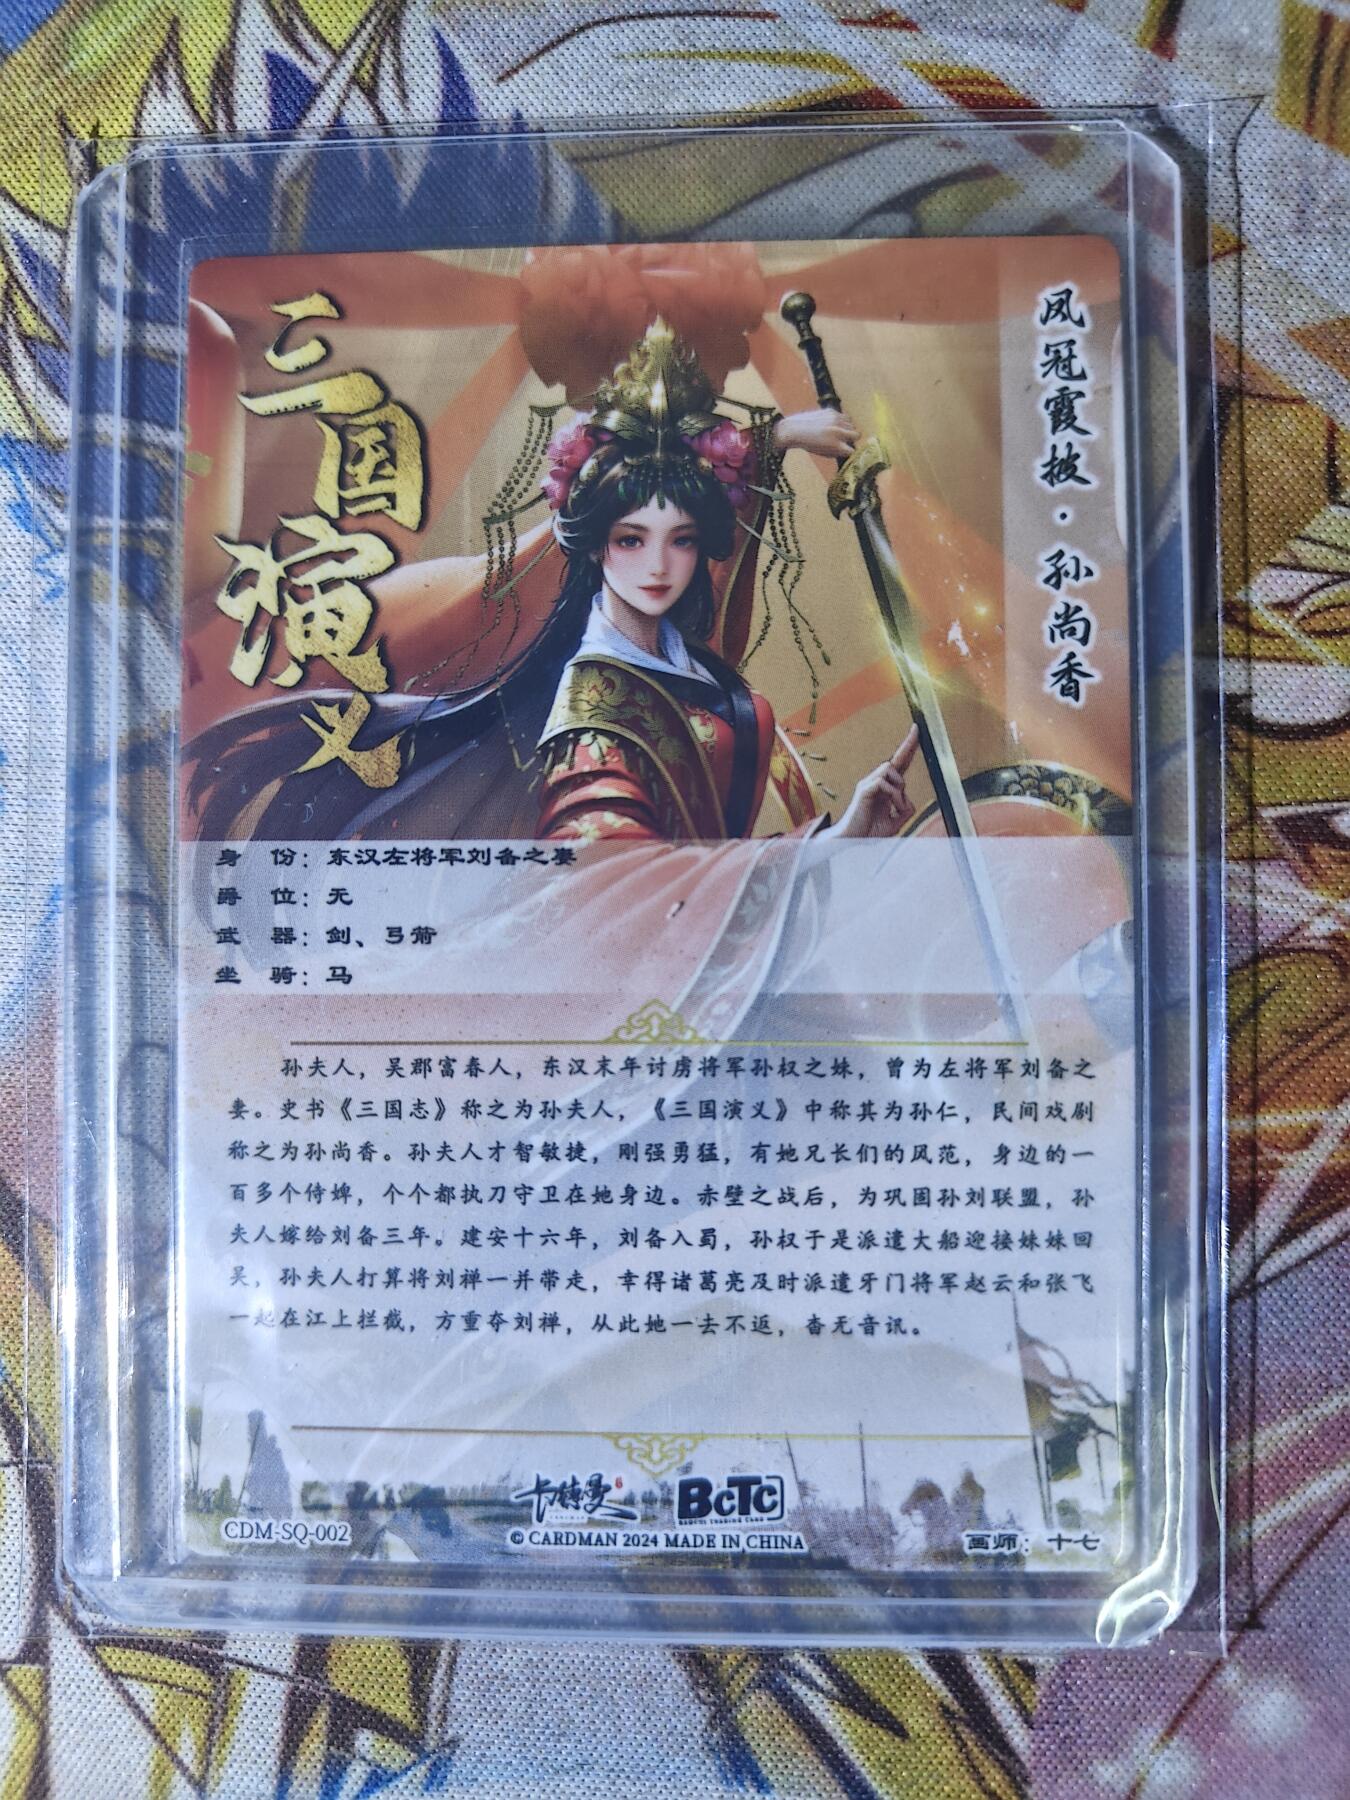 三国演义
凤冠霞披·孙尚香
身 份：东汉左将军刘备之妻
爵 位：无
武 器：剑、弓箭
坐 骑：马
孙夫人，吴郡富春人，东汉末年讨虏将军孙权之妹，曾为左将军刘备之
妻。史书《三国志》称之为孙夫人，《三国演义》中称其为孙仁，民间戏剧
称之为孙尚香。孙夫人才智敏捷，刚强勇猛，有她兄长们的风范，身边的一
百多个侍婢，个个都执刀守卫在她身边。赤壁之战后，为巩固孙刘联盟，孙
夫人嫁给刘备三年。建安十六年，刘备入蜀，孙权于是派遣大船迎接妹妹回
吴，孙夫人打算将刘禅一并带走，幸得诸葛亮及时派遣牙门将军赵云和张飞
一起在江上拦截，方重夺刘禅，从此她一去不返，杳无音讯。
卡德曼
BCTC
CDM-SQ-002
© CARDMAN 2024 MADE IN CHINA
画师：十七